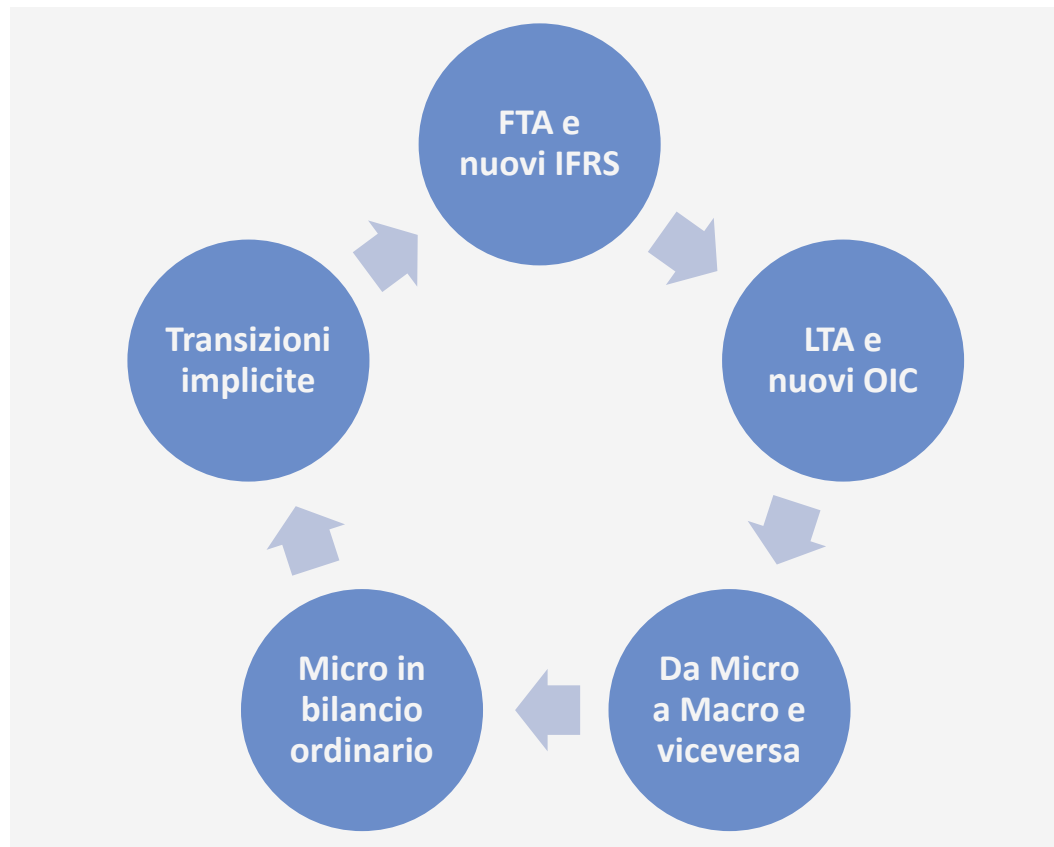 FTA e
nuovi IFRS
LTA e
nuovi OIC
Da Micro
a Macro e
viceversa
Micro in
bilancio
ordinario
Transizioni
implicite